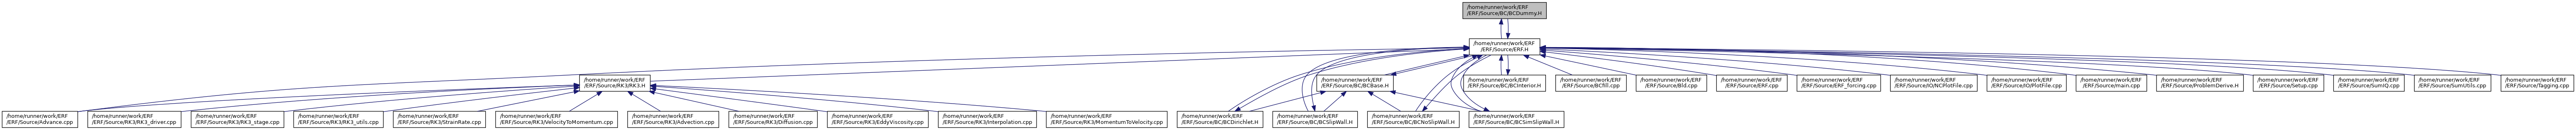 /home/runner/work/ERF
/ERF/Source/BC/BCDummy.H
/home/runner/work/ERF
/ERF/Source/ERF.H
/home/runner/work/ERF
/ERF/Source/RK3/RK3.H
/home/runner/work/ERF
/ERF/Source/BC/BCBase.H
/home/runner/work/ERF
/ERF/Source/BC/BCInterior.H
/home/runner/work/ERF
/ERF/Source/BCfill.cpp
/home/runner/work/ERF
/ERF/Source/Bld.cpp
/home/runner/work/ERF
/ERF/Source/ERF.cpp
/home/runner/work/ERF
/ERF/Source/ERF_forcing.cpp
/home/runner/work/ERF
/ERF/Source/IO/NCPlotFile.cpp
/home/runner/work/ERF
/ERF/Source/IO/PlotFile.cpp
/home/runner/work/ERF
/ERF/Source/main.cpp
/home/runner/work/ERF
/ERF/Source/ProblemDerive.H
/home/runner/work/ERF
/ERF/Source/Setup.cpp
/home/runner/work/ERF
/ERF/Source/SumIQ.cpp
/home/runner/work/ERF
/ERF/Source/SumUtils.cpp
/home/runner/work/ERF
/ERF/Source/Tagging.cpp
/home/runner/work/ERF
/ERF/Source/Advance.cpp
/home/runner/work/ERF
/ERF/Source/RK3/RK3_driver.cpp
/home/runner/work/ERF
/ERF/Source/RK3/RK3_stage.cpp
/home/runner/work/ERF
/ERF/Source/RK3/RK3_utils.cpp
/home/runner/work/ERF
/ERF/Source/RK3/StrainRate.cpp
/home/runner/work/ERF
/ERF/Source/RK3/VelocityToMomentum.cpp
/home/runner/work/ERF
/ERF/Source/RK3/Advection.cpp
/home/runner/work/ERF
/ERF/Source/RK3/Diffusion.cpp
/home/runner/work/ERF
/ERF/Source/RK3/EddyViscosity.cpp
/home/runner/work/ERF
/ERF/Source/RK3/Interpolation.cpp
/home/runner/work/ERF
/ERF/Source/RK3/MomentumToVelocity.cpp
/home/runner/work/ERF
/ERF/Source/BC/BCDinchlet.H
/home/runner/work/ERF
/ERF/Source/BC/BCSlipWall.H
/home/runner/work/ERF
/ERF/Source/BC/BCNoSlipWall.H
/home/runner/work/ERF
/ERF/Source/BC/BCSimSlipWall.H